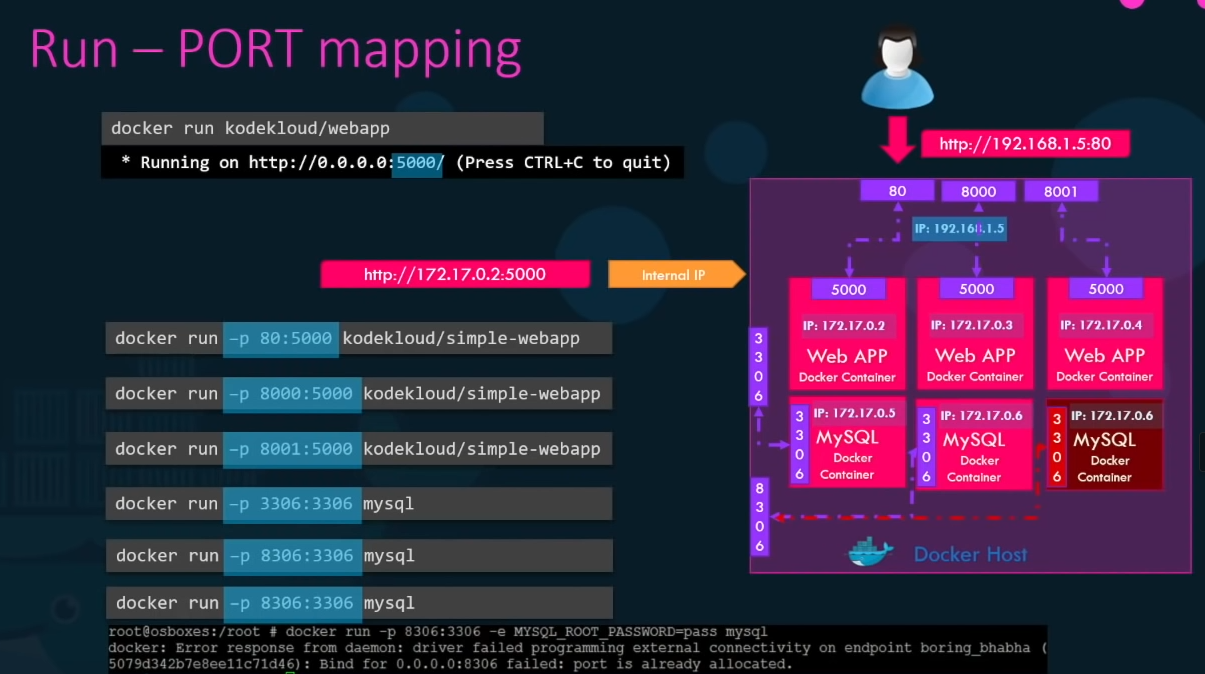 Run – PORT mapping
docker run kodekloud/webapp
* Running on http://0.0.0.0:5000/ (Press CTRL+C to quit)
http://172.17.0.2:5000
Internal IP
docker run -p 80:5000 kodekloud/simple-webapp
docker run -p 8000:5000 kodekloud/simple-webapp
docker run -p 8001:5000 kodekloud/simple-webapp
docker run -p 3306:3306 mysql
docker run -p 8306:3306 mysql
docker run -p 8306:3306 mysql
root@osboxes:/root # docker run -p 8306:3306 -e MYSQL_ROOT_PASSWORD=pass mysql
docker: Error response from daemon: driver failed programming external connectivity on endpoint boring_bhabha (
5079d342b7e8ee11c71d46): Bind for 0.0.0.0:8306 failed: port is already allocated.
http://192.168.1.5:80
80 8000 8001
IP: 192.168.1.5
5000 5000 5000
IP: 172.17.0.2 IP: 172.17.0.3 IP: 172.17.0.4
Web APP Web APP Web APP
Docker Container Docker Container Docker Container
3306
3306 3306 3306
IP: 172.17.0.5 IP: 172.17.0.6 IP: 172.17.0.6
MySQL MySQL MySQL
Docker Docker Docker
Container Container Container
8306
Docker Host